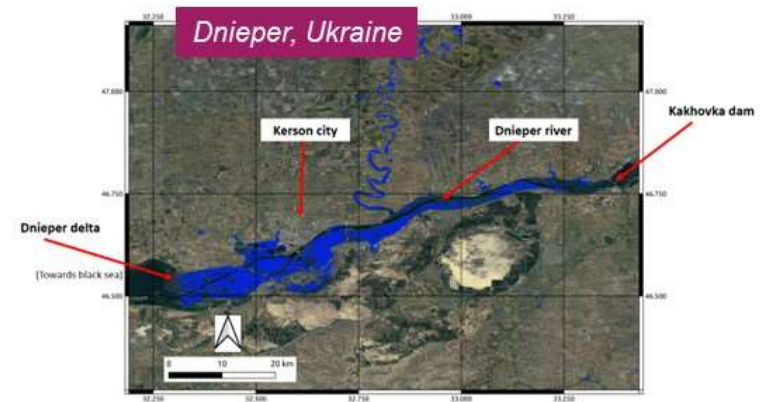 Dnieper, Ukraine
32.250 32.500 32.750 33.000 33.250
47.000 47.000
Kakhovka dam
Kerson city
Dnieper river
46.750 46.750
Dnieper delta
(Towards black sea)
46.500 46.500
0 10 20 km
32.250 32.500 32.750 33.000 33.250